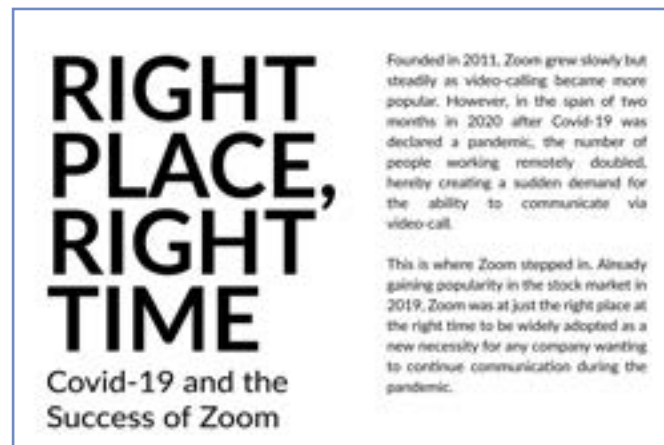 RIGHT
PLACE,
RIGHT
TIME
Covid-19 and the
Success of Zoom
Founded in 2011, Zoom grew slowly but
steadily as video-calling became more
popular. However, in the span of two
months in 2020 after Covid-19 was
declared a pandemic, the number of
people working remotely doubled,
hereby creating a sudden demand for
the ability to communicate via
video-call.
This is where Zoom stepped in. Already
gaining popularity in the stock market in
2019, Zoom was at just the right place at
the right time to be widely adopted as a
new necessity for any company wanting
to continue communication during the
pandemic.